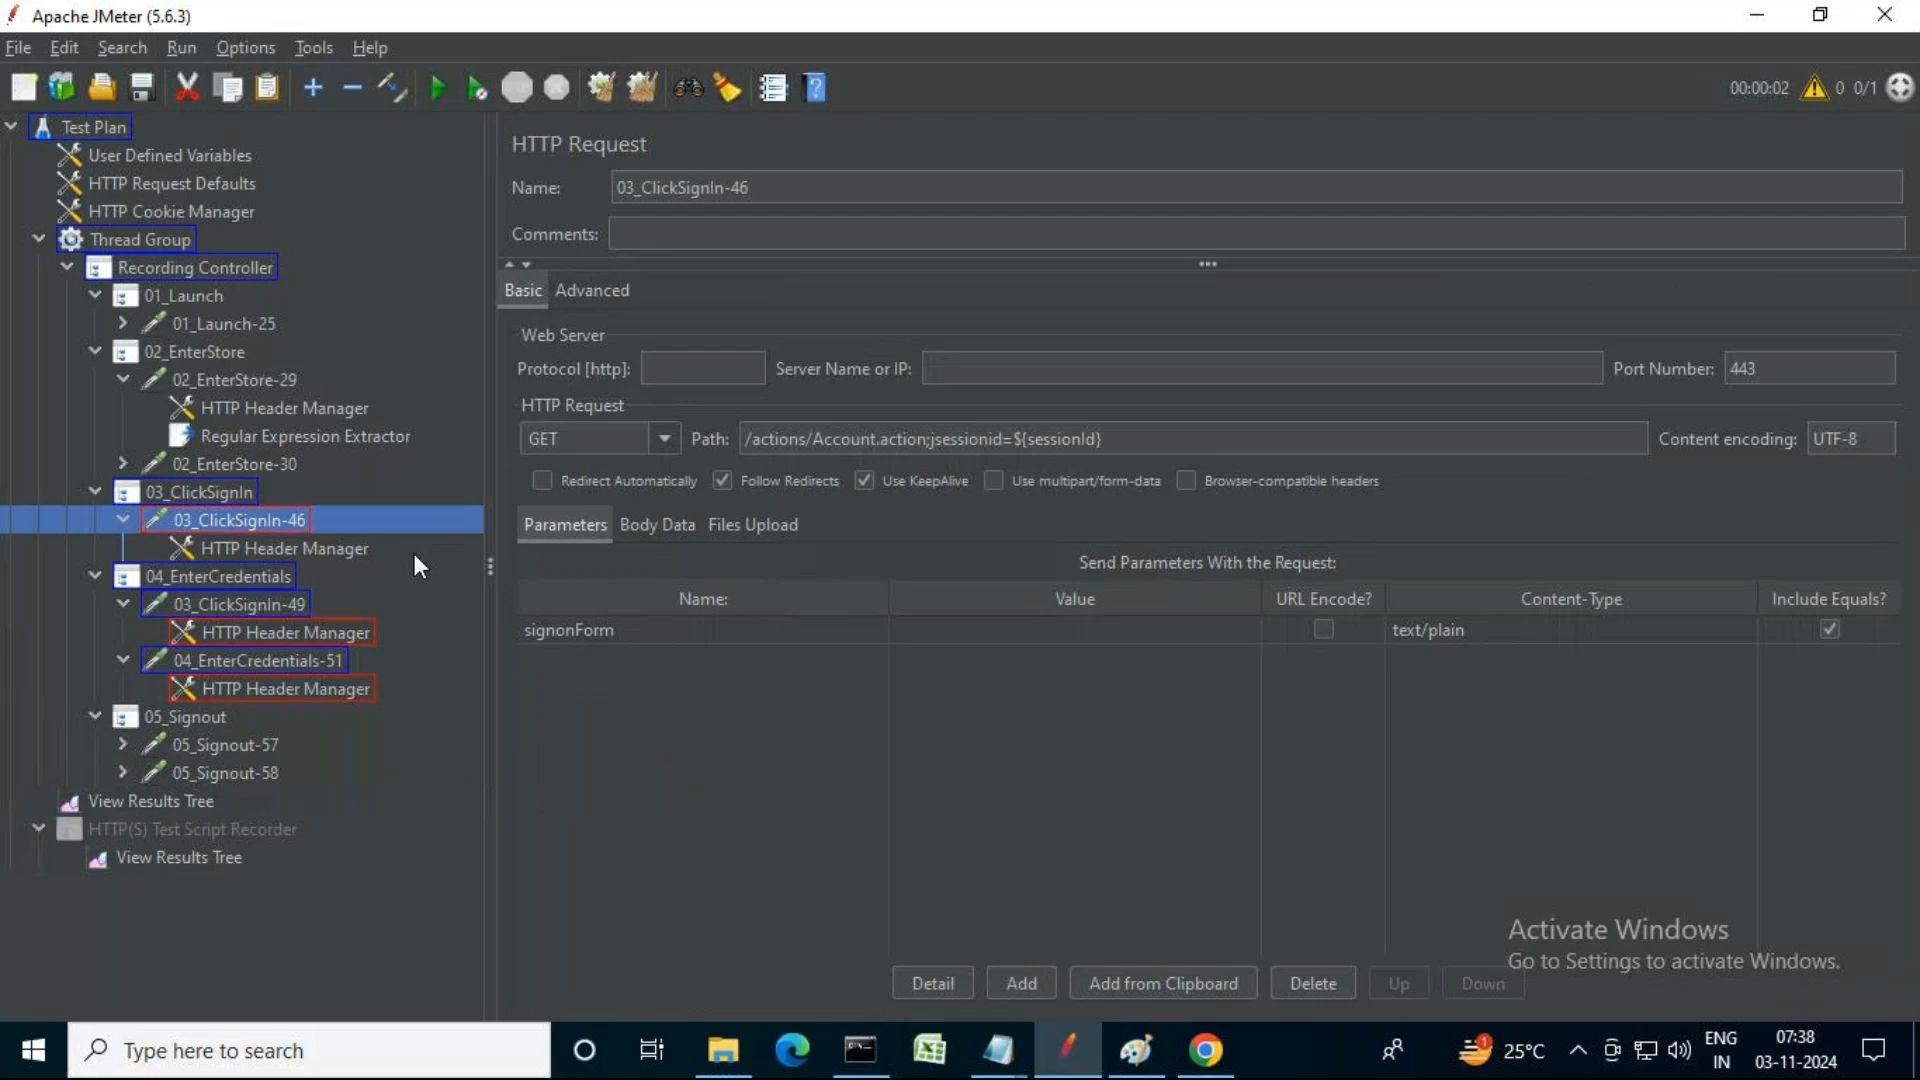 Apache JMeter (5.6.3)
File Edit Search Run Options Tools Help
00:00:02 0 0/1
Test Plan
User Defined Variables
HTTP Request Defaults
HTTP Cookie Manager
Thread Group
Recording Controller
01_Launch
01_Launch-25
02_EnterStore
02_EnterStore-29
HTTP Header Manager
Regular Expression Extractor
02_EnterStore-30
03_ClickSignIn
03_ClickSignIn-46
HTTP Header Manager
04_EnterCredentials
03_ClickSignIn-49
HTTP Header Manager
04_EnterCredentials-51
HTTP Header Manager
05_Signout
05_Signout-57
05_Signout-58
View Results Tree
HTTP(S) Test Script Recorder
View Results Tree
HTTP Request
Name: 03_ClickSignIn-46
Comments:
Basic Advanced
Web Server
Protocol [http]: Server Name or IP: Port Number: 443
HTTP Request
GET Path: /actions/Account.action;jsessionid=${sessionId} Content encoding: UTF-8
Redirect Automatically Follow Redirects Use KeepAlive Use multipart/form-data Browser-compatible headers
Parameters Body Data Files Upload
Send Parameters With the Request:
Name: Value URL Encode? Content-Type Include Equals?
signonForm text/plain
Detail Add Add from Clipboard Delete Up Down
Activate Windows
Go to Settings to activate Windows.
Type here to search
1 25°C ENG IN 07:38 03-11-2024